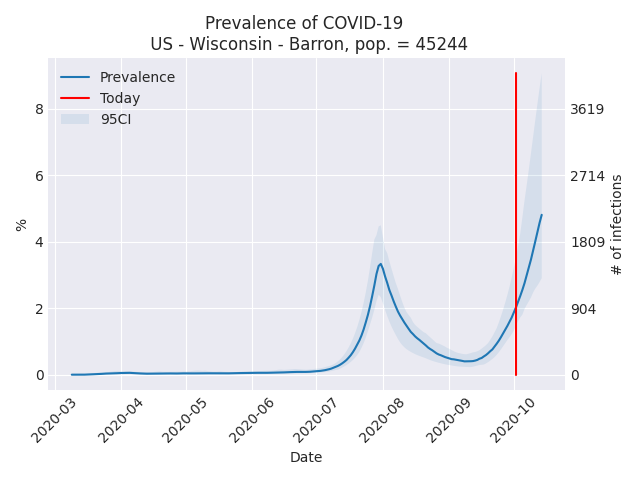 Prevalence of COVID-19
US - Wisconsin - Barron, pop. = 45244
Prevalence
Today
95CI
%
8
6
4
2
0
3619
2714
1809
904
0
# of infections
2020-03
2020-04
2020-05
2020-06
2020-07
2020-08
2020-09
2020-10
Date